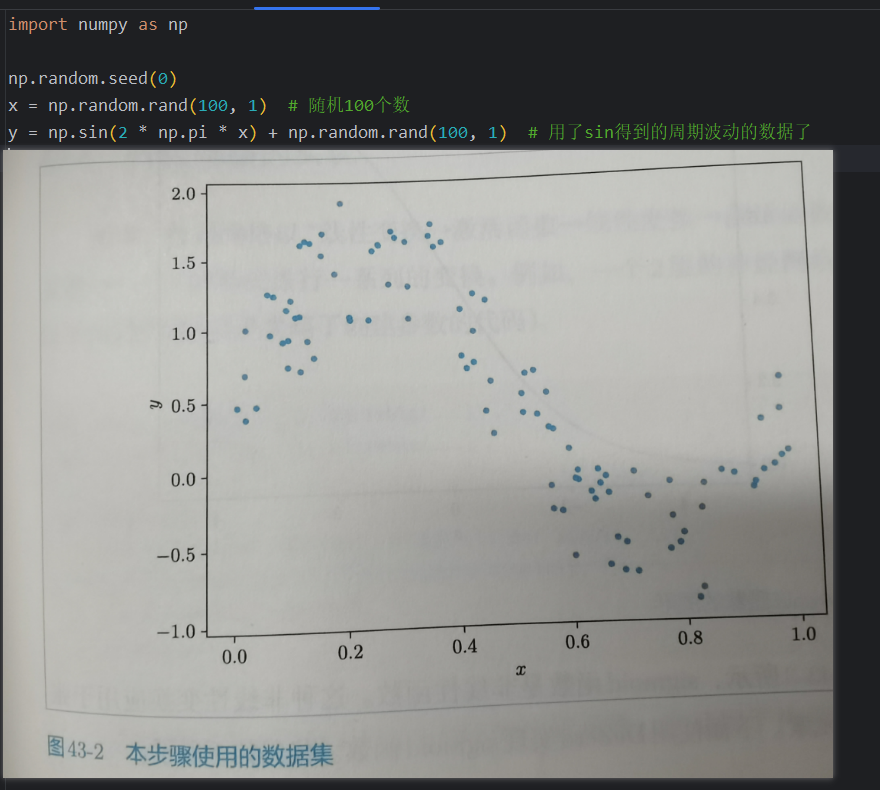 import numpy as np
np.random.seed(0)
x = np.random.rand(100, 1)  # 随机100个数
y = np.sin(2 * np.pi * x) + np.random.rand(100, 1)  # 用了sin得到的周期波动的数据了
2.0
1.5
1.0
0.5
0.0
−0.5
−1.0
y
0.0 0.2 0.4 0.6 0.8 1.0
x
图43-2 本步骤使用的数据集